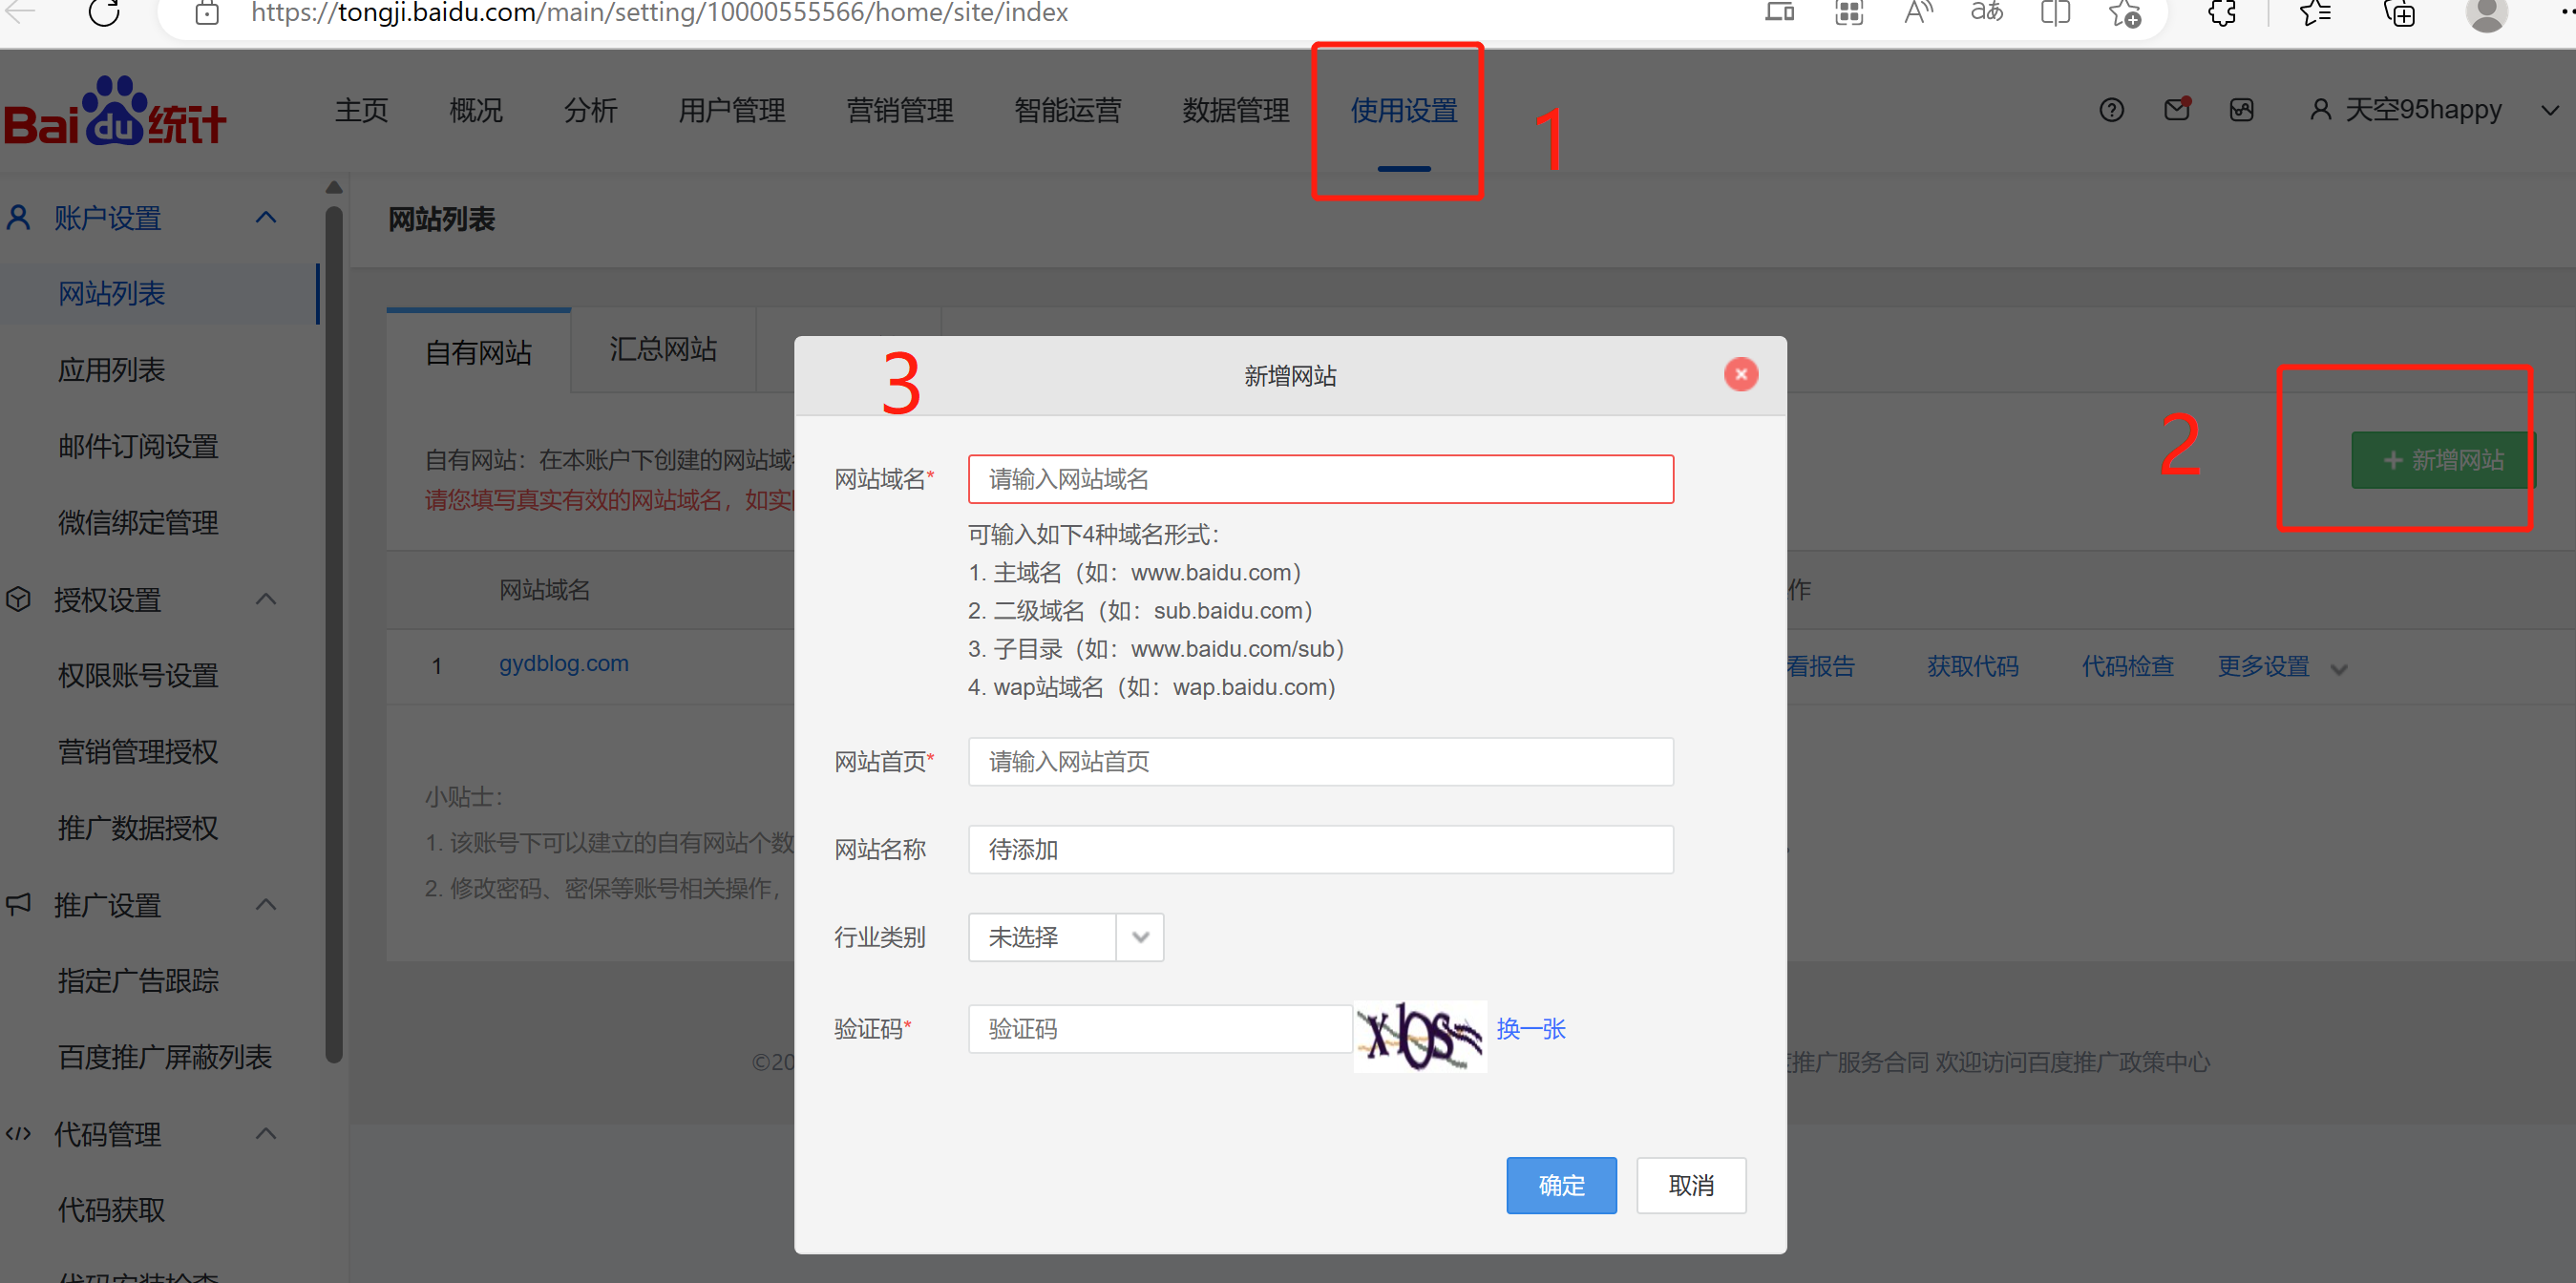 https://tongji.baidu.com/main/setting/10000555566/home/site/index
Baidu统计
主页 概况 分析 用户管理 营销管理 智能运营 数据管理 使用设置 1
天空95happy
账户设置
网站列表
应用列表
邮件订阅设置
微信绑定管理
授权设置
权限账号设置
营销管理授权
推广数据授权
推广设置
指定广告跟踪
百度推广屏蔽列表
代码管理
代码获取
代码安装检查
网站列表
自有网站 汇总网站
自有网站：在本账户下创建的网站域
请您填写真实有效的网站域名，如实
2
+ 新增网站
网站域名
作
1 gydblog.com
看报告 获取代码 代码检查 更多设置
小贴士：
1. 该账号下可以建立的自有网站个数
2. 修改密码、密保等账号相关操作，
©20
推广服务合同 欢迎访问百度推广政策中心
3
新增网站
网站域名* 请输入网站域名
可输入如下4种域名形式：
1. 主域名（如：www.baidu.com）
2. 二级域名（如：sub.baidu.com）
3. 子目录（如：www.baidu.com/sub）
4. wap站域名（如：wap.baidu.com)
网站首页* 请输入网站首页
网站名称 待添加
行业类别 未选择
验证码* 验证码 xbs 换一张
确定 取消